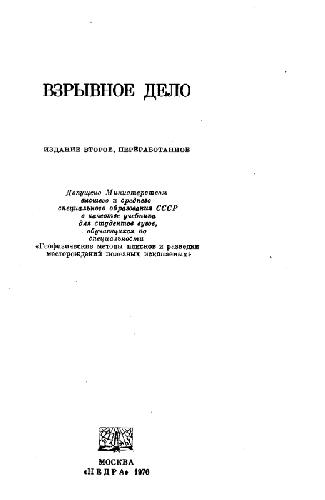 ВЗРЫВНОЕ ДЕЛО
ИЗДАНИЕ ВТОРОЕ, ПЕРЕРАБОТАННОЕ
Допущено Министерством
высшего и среднего
специального образования СССР
в качестве учебника
для студентов вузов,
обучающихся по
специальности
«Геофизические методы поисков и разведки
месторождений полезных ископаемых»
МОСКВА
«НЕДРА» 1976